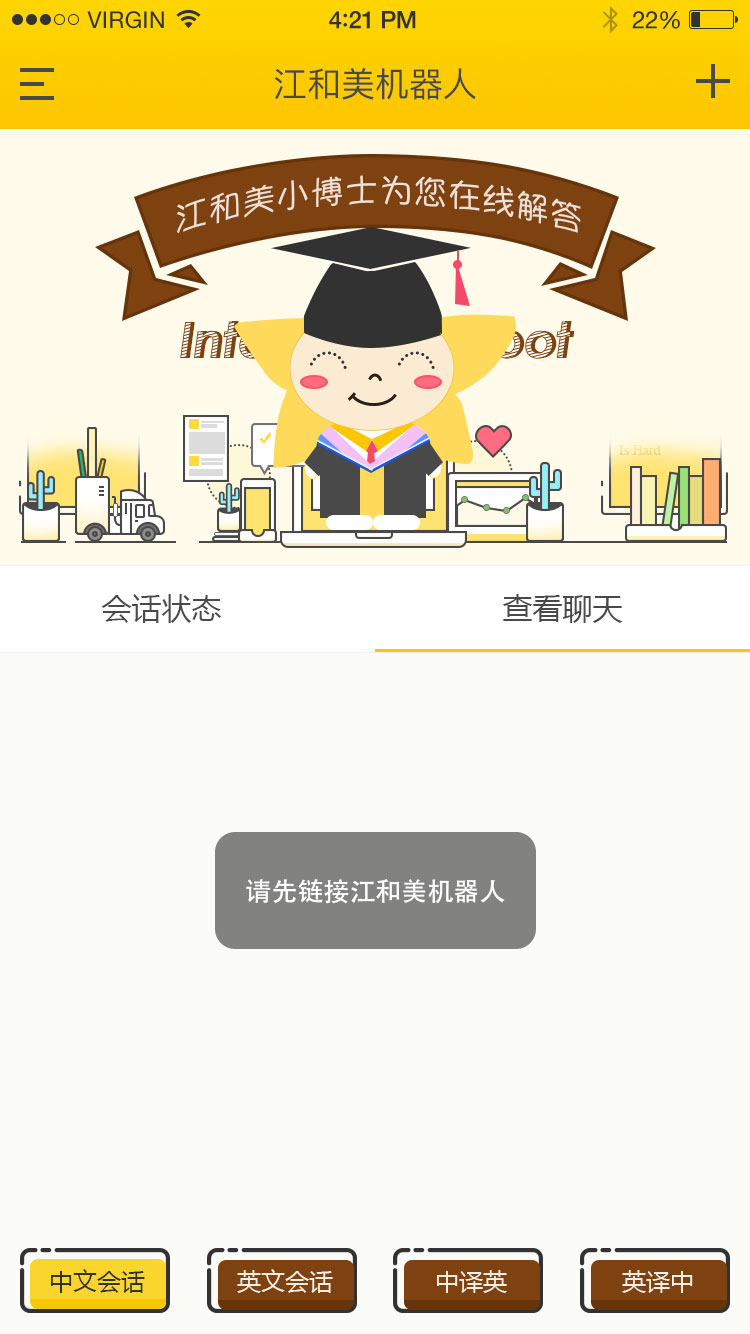 VIRGIN 4:21 PM 22%
江和美机器人
江和美小博士为您在线解答
Is Hard
会话状态 查看聊天
请先链接江和美机器人
中文会话 英文会话 中译英 英译中